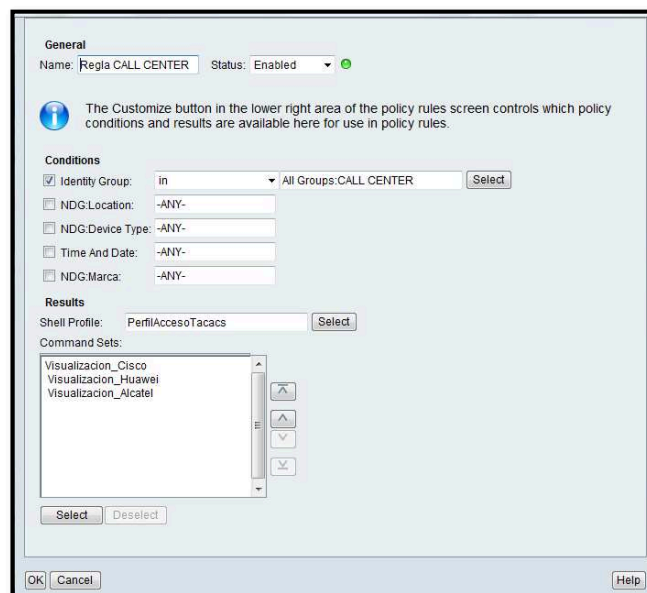 General
Name: Regla CALL CENTER Status: Enabled
The Customize button in the lower right area of the policy rules screen controls which policy
conditions and results are available here for use in policy rules.
Conditions
Identity Group: in All Groups:CALL CENTER Select
NDG:Location: -ANY-
NDG:Device Type: -ANY-
Time And Date: -ANY-
NDG:Marca: -ANY-
Results
Shell Profile: PerfilAccesoTacacs Select
Command Sets:
Visualizacion_Cisco
Visualizacion_Huawei
Visualizacion_Alcatel
Select Deselect
OK Cancel Help